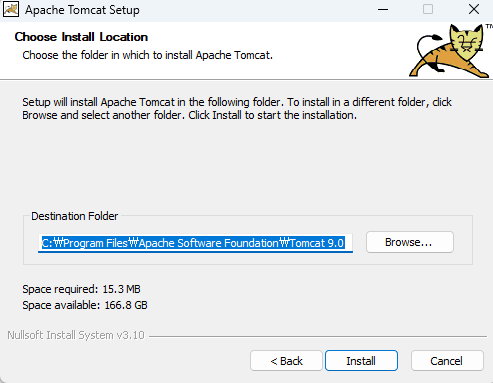 Apache Tomcat Setup
Choose Install Location
Choose the folder in which to install Apache Tomcat.
TM
Setup will install Apache Tomcat in the following folder. To install in a different folder, click
Browse and select another folder. Click Install to start the installation.
Destination Folder
C:₩Program Files₩Apache Software Foundation₩Tomcat 9.0
Browse...
Space required: 15.3 MB
Space available: 166.8 GB
Nullsoft Install System v3.10
< Back
Install
Cancel